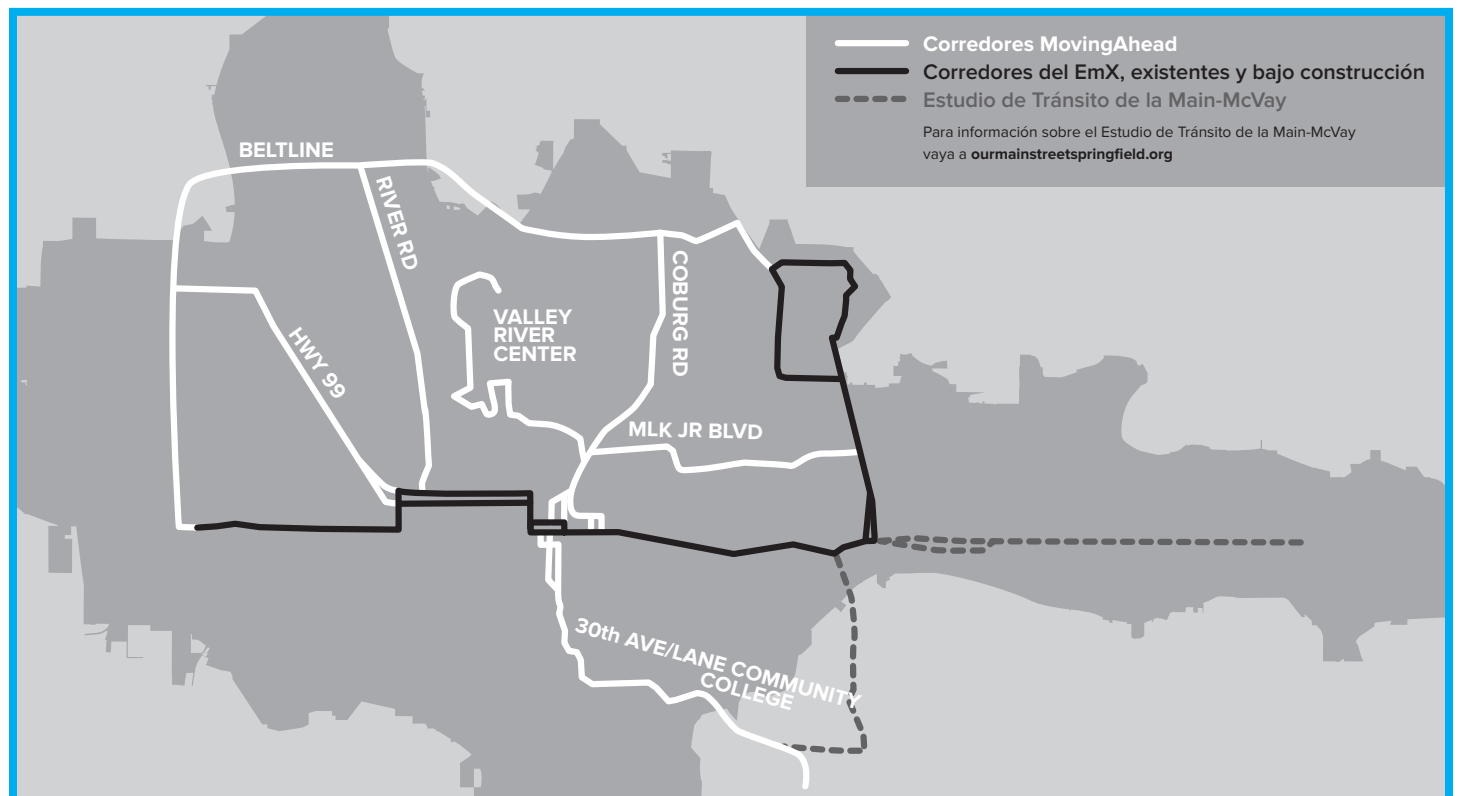 Corredores MovingAhead
Corredores del EmX, existentes y bajo construcción
Estudio de Tránsito de la Main-McVay
Para información sobre el Estudio de Tránsito de la Main-McVay
vaya a ourmainstreetspringfield.org
BELTLINE
RIVER RD
COBURG RD
VALLEY
RIVER
CENTER
HWY 99
MLK JR BLVD
30th AVE/LANE COMMUNITY
COLLEGE